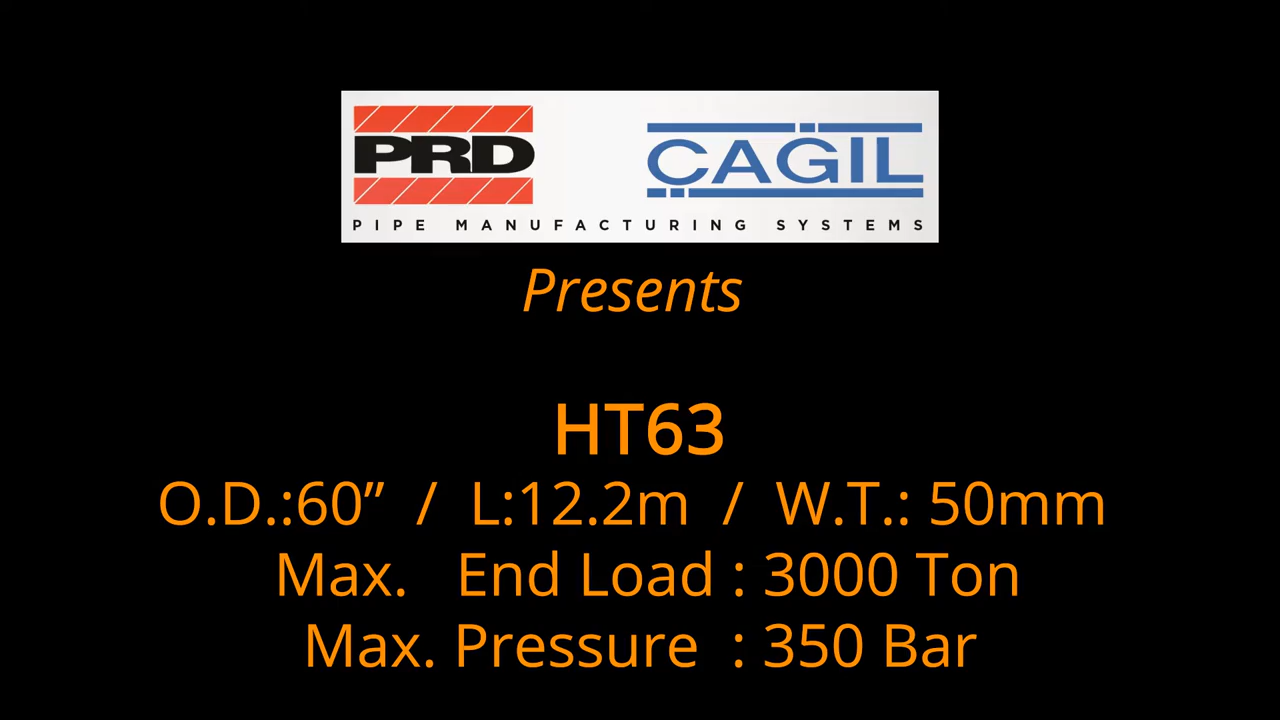 PRD ÇAĞIL
PIPE MANUFACTURING SYSTEMS
Presents
HT63
O.D.:60” / L:12.2m / W.T.: 50mm
Max. End Load : 3000 Ton
Max. Pressure : 350 Bar